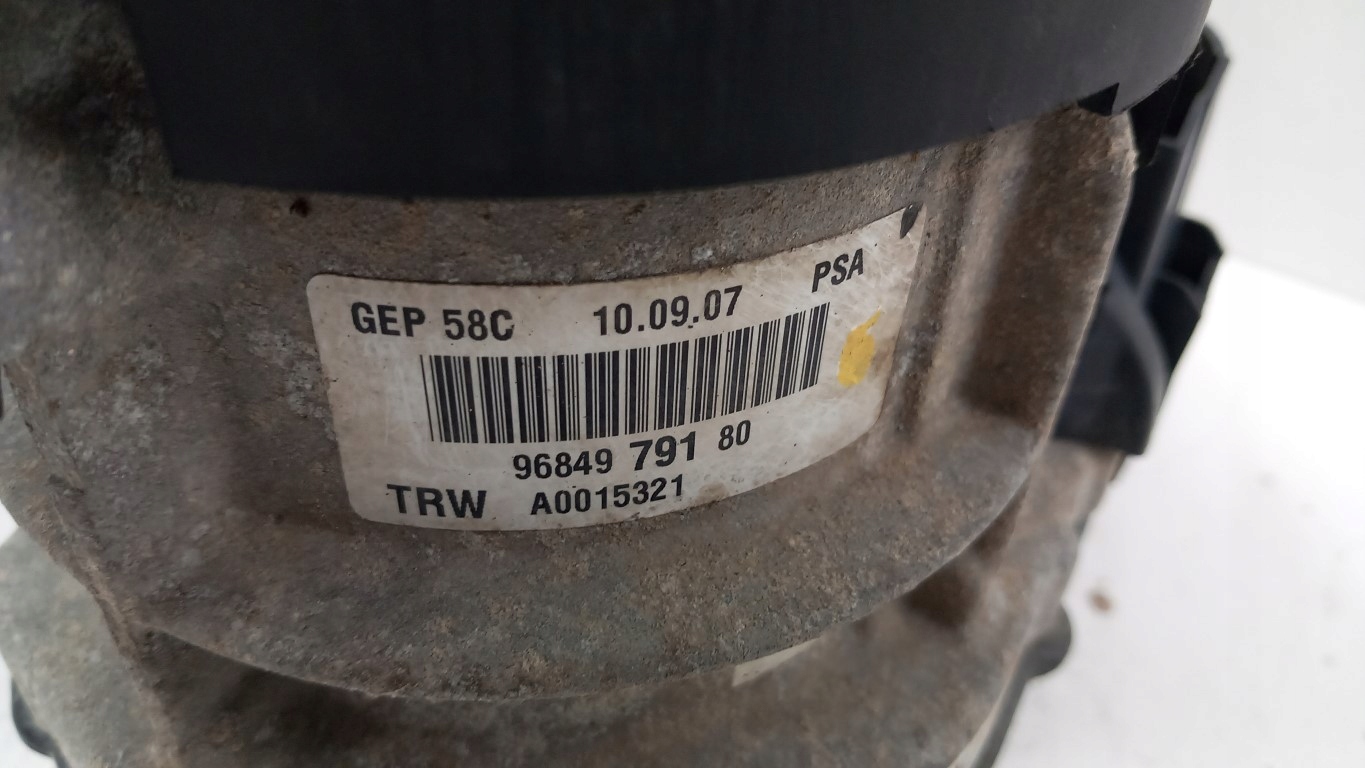 GEP 58C 10.09.07 PSA
96849 791 80
TRW A0015321